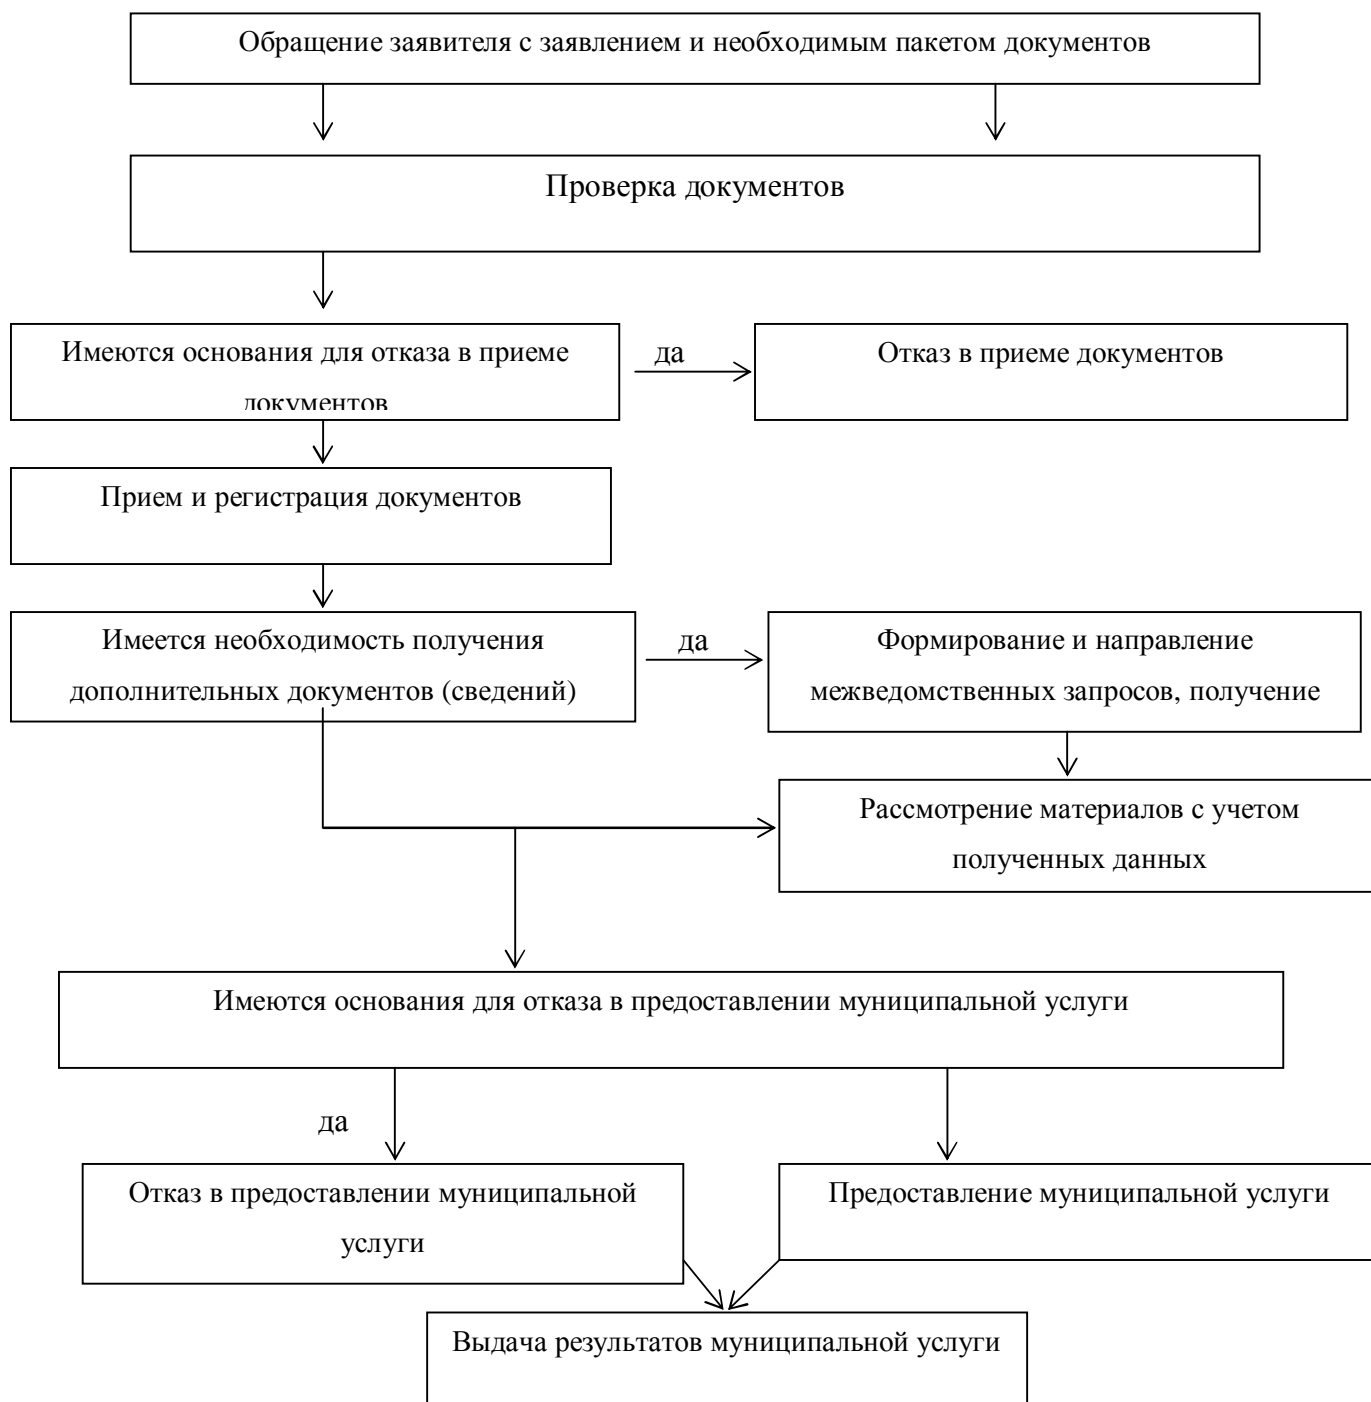 Обращение заявителя с заявлением и необходимым пакетом документов
Проверка документов
Имеются основания для отказа в приеме
документов
да
Отказ в приеме документов
Прием и регистрация документов
Имеется необходимость получения
дополнительных документов (сведений)
да
Формирование и направление
межведомственных запросов, получение
Рассмотрение материалов с учетом
полученных данных
Имеются основания для отказа в предоставлении муниципальной услуги
да
Отказ в предоставлении муниципальной
услуги
Предоставление муниципальной услуги
Выдача результатов муниципальной услуги